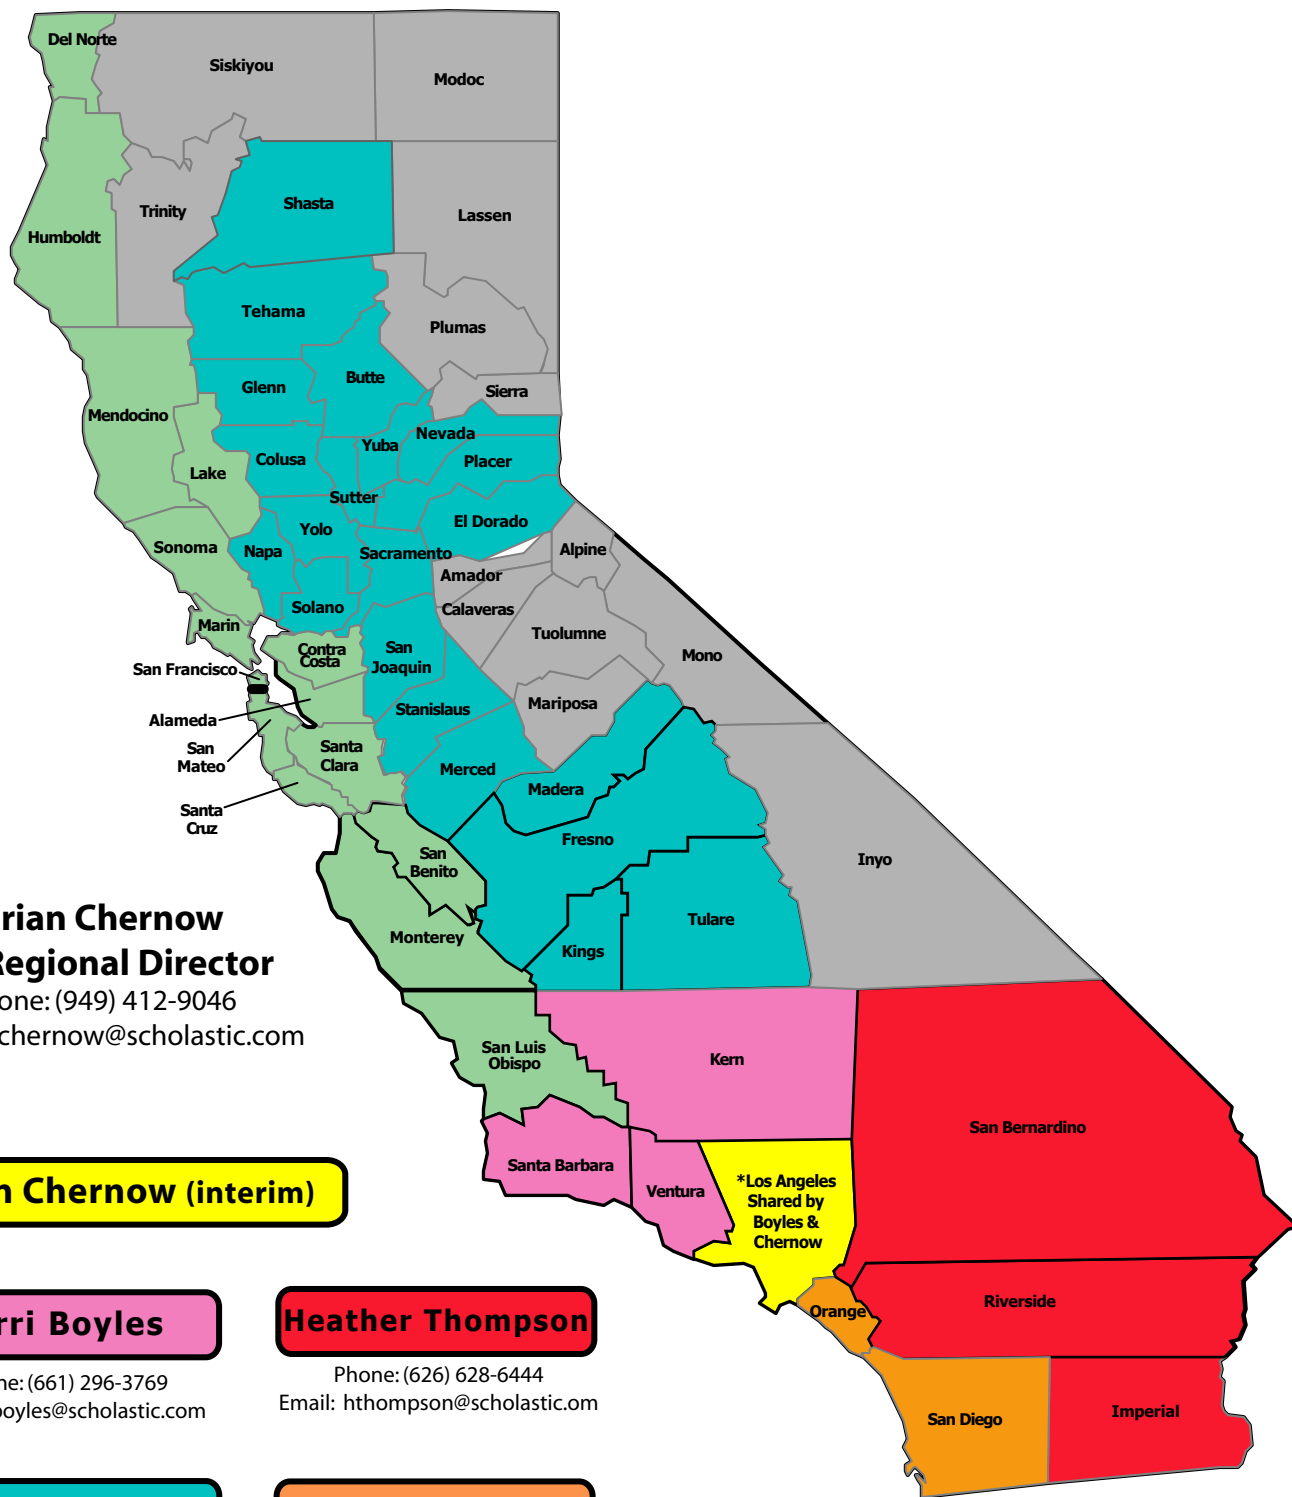 Del Norte
Siskiyou
Modoc
Shasta
Lassen
Trinity
Humboldt
Tehama
Plumas
Butte
Glenn
Sierra
Mendocino
Nevada
Yuba
Colusa
Placer
Lake
Sutter
El Dorado
Yolo
Sonoma
Napa
Sacramento
Alpine
Amador
Solano
Calaveras
Marin
Tuolumne
San
Joaquin
Contra
Costa
Mono
San Francisco
Mariposa
Stanislaus
Alameda
San
Mateo
Santa
Clara
Merced
Madera
Santa
Cruz
Fresno
San
Benito
Inyo
Tulare
Monterey
Kings
rian Chernow
Regional Director
one: (949) 412-9046
chernow@scholastic.com
San Luis
Obispo
Kern
San Bernardino
Santa Barbara
Ventura
*Los Angeles
Shared by
Boyles &
Chernow
n Chernow (interim)
Orange
Riverside
rri Boyles
ne: (661) 296-3769
boyles@scholastic.com
Heather Thompson
Phone: (626) 628-6444
Email: hthompson@scholastic.om
San Diego
Imperial